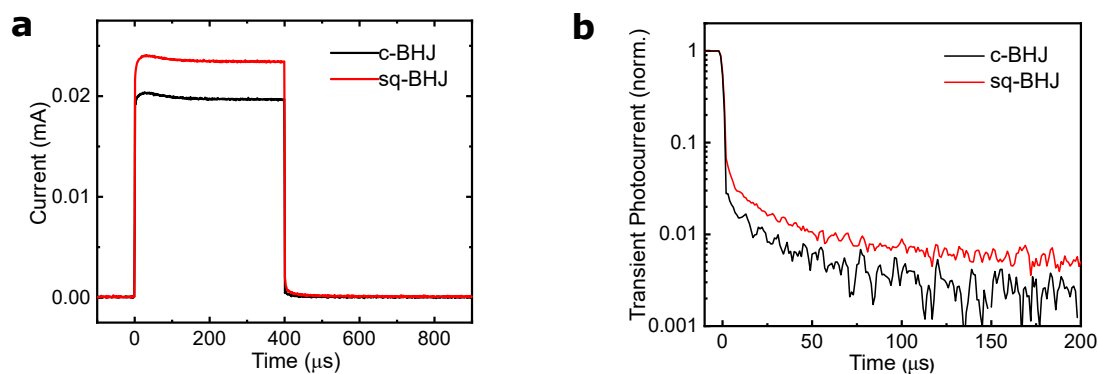 a
c-BHJ
sq-BHJ
Current (mA)
0.02
0.01
0.00
0
200
400
600
800
Time (μs)
b
c-BHJ
sq-BHJ
Transient Photocurrent (norm.)
1
0.1
0.01
0.001
0
50
100
150
200
Time (μs)